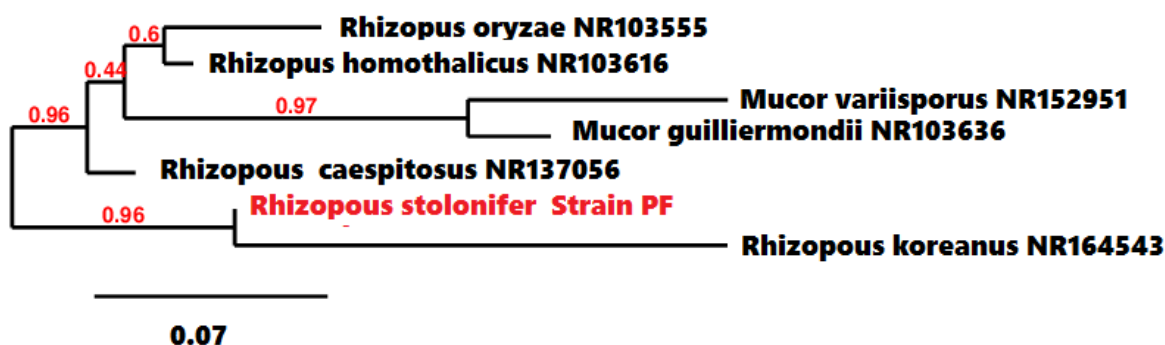 0.6
Rhizopus oryzae NR103555
0.44
Rhizopus homothalicus NR103616
0.97
Mucor variisporus NR152951
0.96
Mucor guilliermondii NR103636
Rhizopous caespitosus NR137056
0.96
Rhizopous stolonifer Strain PF
Rhizopous koreanus NR164543
0.07